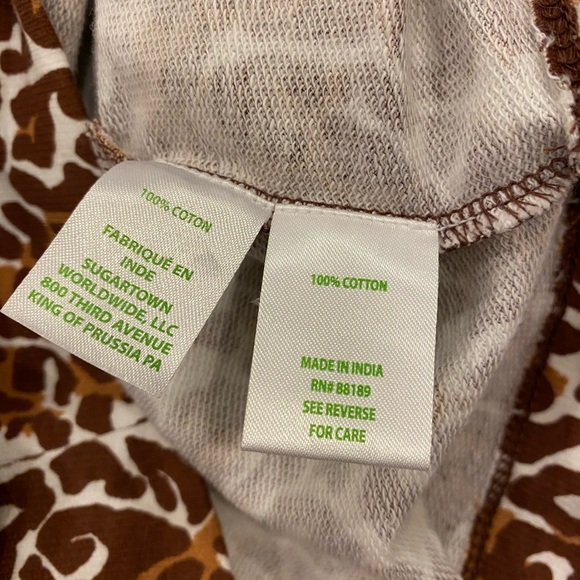 100% COTON
FABRIQUÉ EN
INDE
SUGARTOWN
WORLDWIDE, LLC
800 THIRD AVENUE
KING OF PRUSSIA PA
100% COTTON
MADE IN INDIA
RN# 88189
SEE REVERSE
FOR CARE